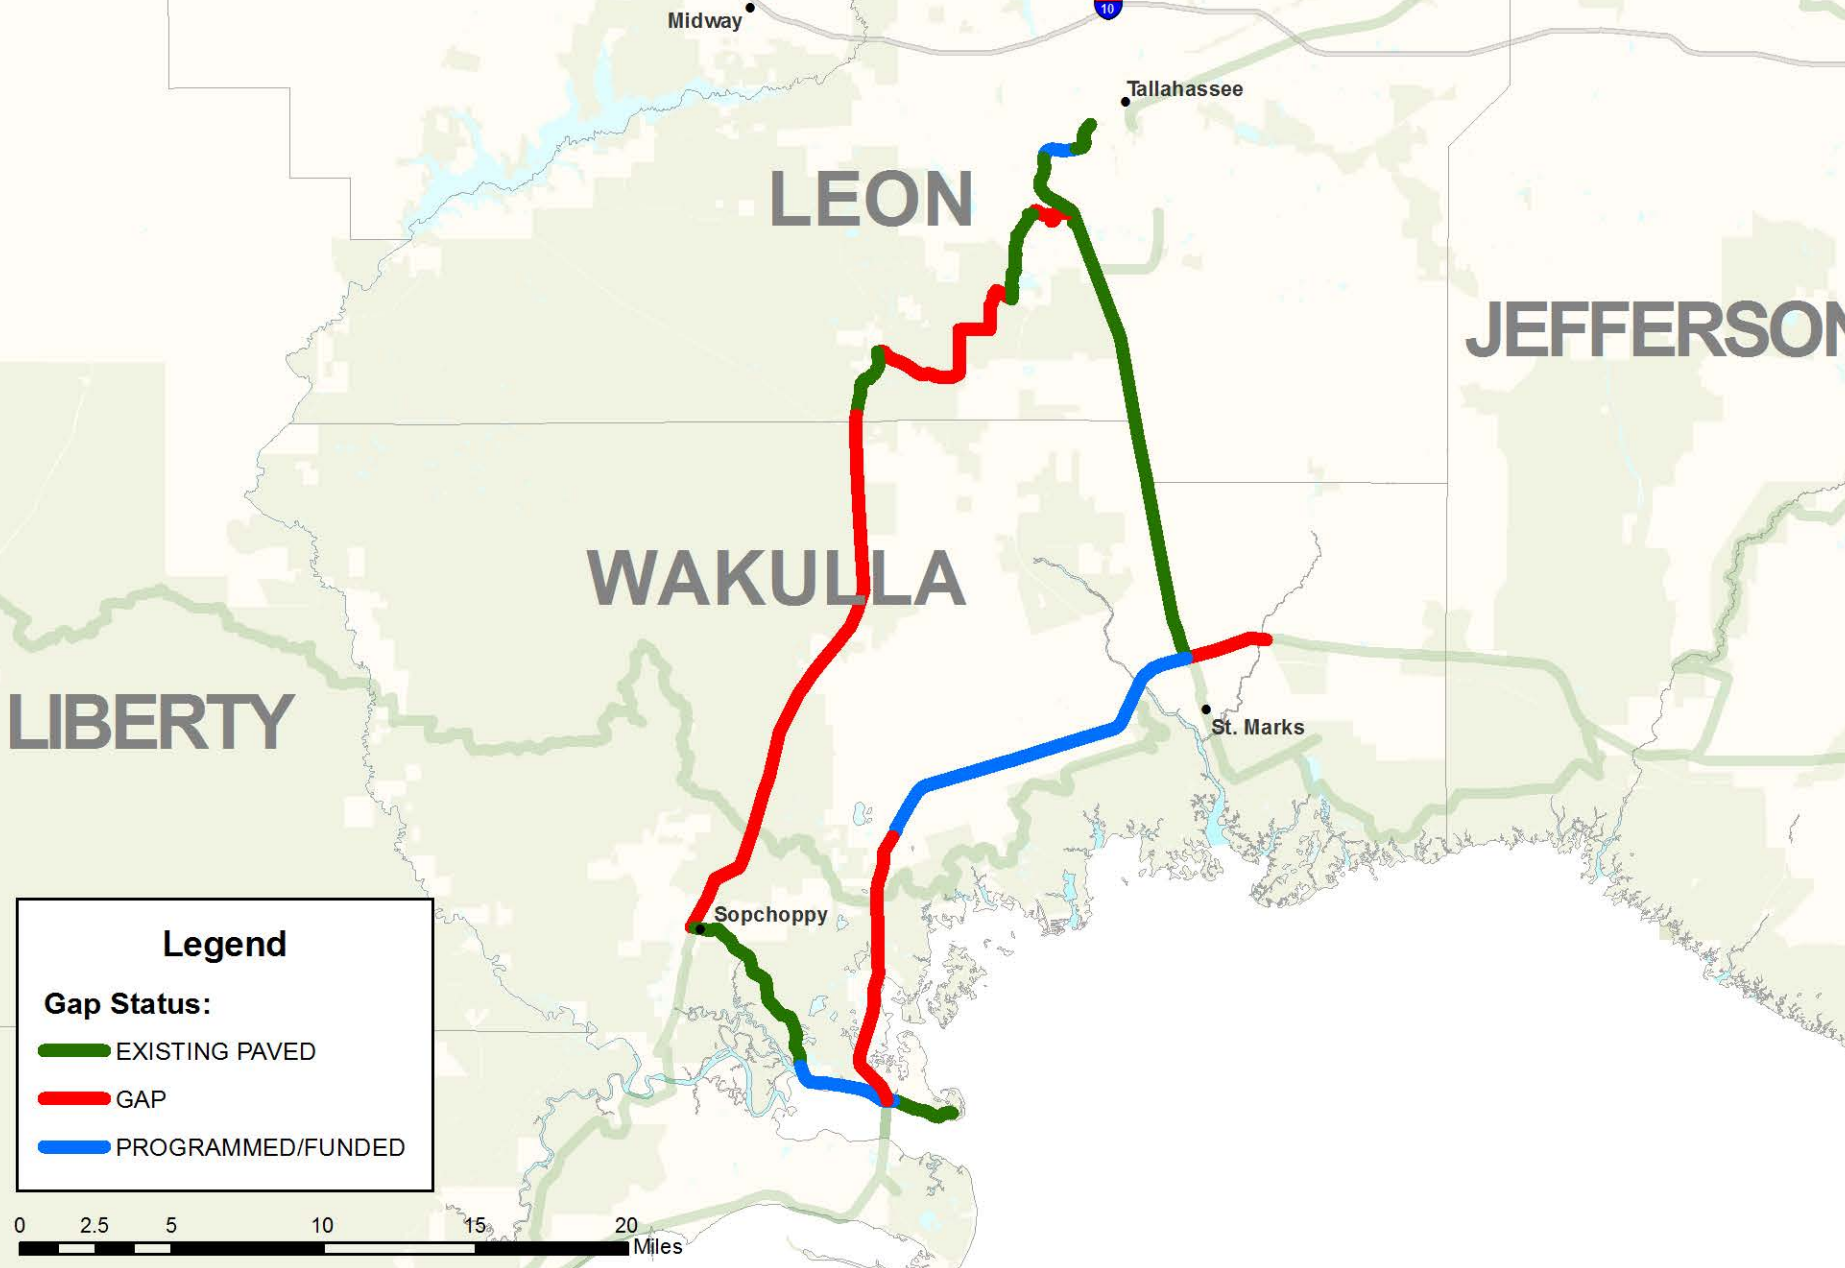 10
Midway
Tallahassee
LEON
JEFFERSON
WAKULLA
LIBERTY
St. Marks
Sopchoppy
Legend
Gap Status:
EXISTING PAVED
GAP
PROGRAMMED/FUNDED
0 2.5 5 10 15 20
Miles